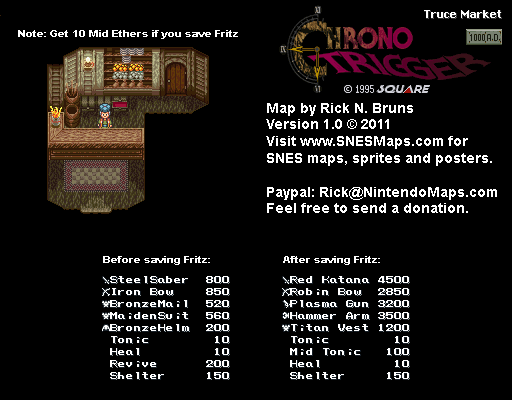 Truce Market
Note: Get 10 Mid Ethers if you save Fritz
1000 A.D.
CHRONO
TRIGGER
© 1995 SQUARE
Map by Rick N. Bruns
Version 1.0 © 2011
Visit www.SNESMaps.com for
SNES maps, sprites and posters.
Paypal: Rick@NintendoMaps.com
Feel free to send a donation.
Before saving Fritz:
SteelSaber 800
Iron Bow 850
BronzeMail 520
MaidenSuit 560
BronzeHelm 200
Tonic 10
Heal 10
Revive 200
Shelter 150
After saving Fritz:
Red Katana 4500
Robin Bow 2850
Plasma Gun 3200
Hammer Arm 3500
Titan Vest 1200
Tonic 10
Mid Tonic 100
Heal 10
Shelter 150